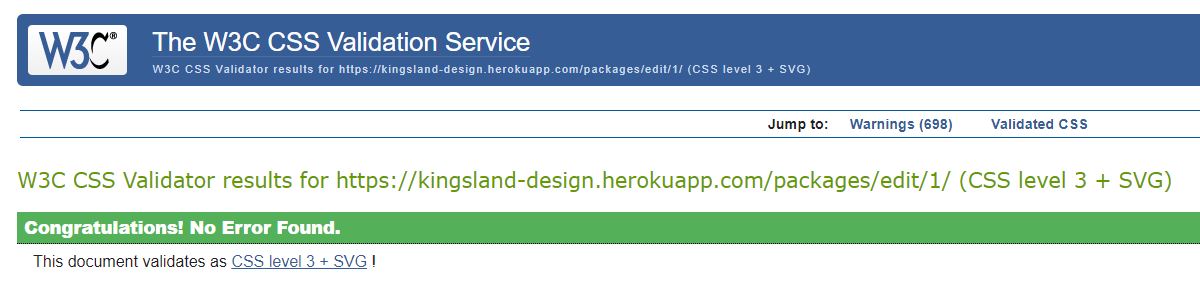 W3C® The W3C CSS Validation Service
W3C CSS Validator results for https://kingsland-design.herokuapp.com/packages/edit/1/ (CSS level 3 + SVG)
Jump to: Warnings (698) Validated CSS
W3C CSS Validator results for https://kingsland-design.herokuapp.com/packages/edit/1/ (CSS level 3 + SVG)
Congratulations! No Error Found.
This document validates as CSS level 3 + SVG !